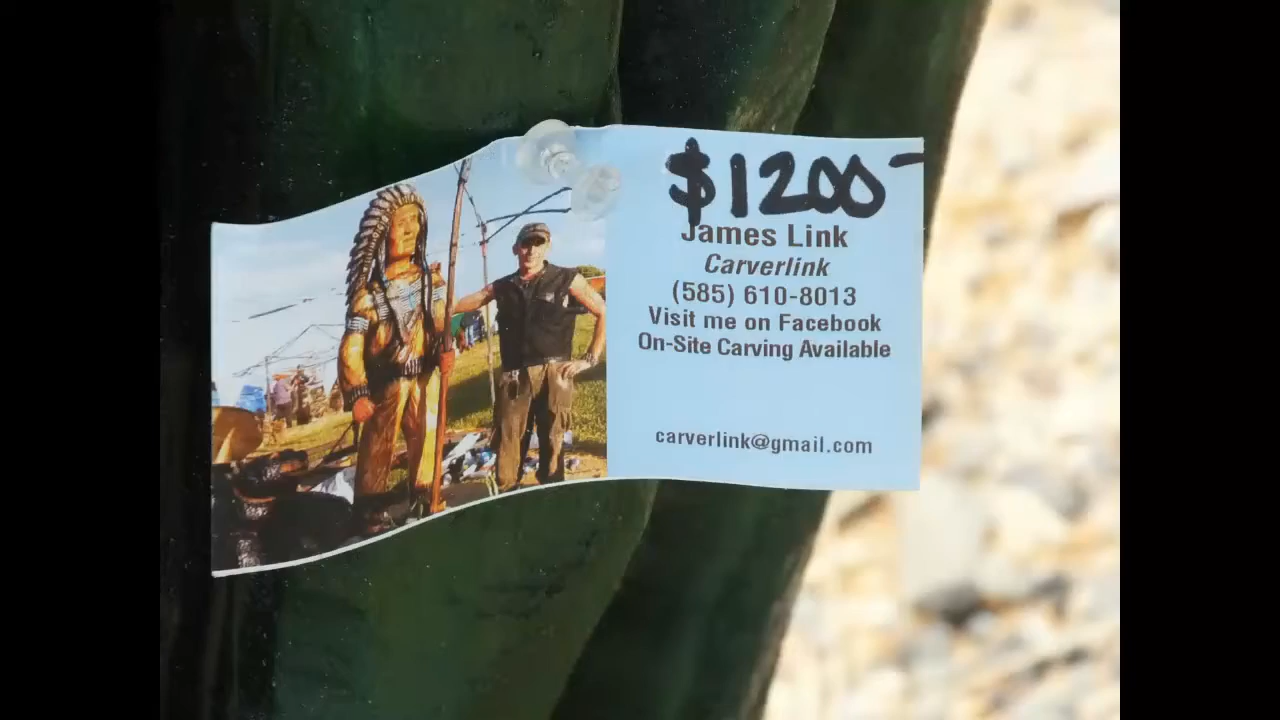 $1200-
James Link
Carverlink
(585) 610-8013
Visit me on Facebook
On-Site Carving Available
carverlink@gmail.com